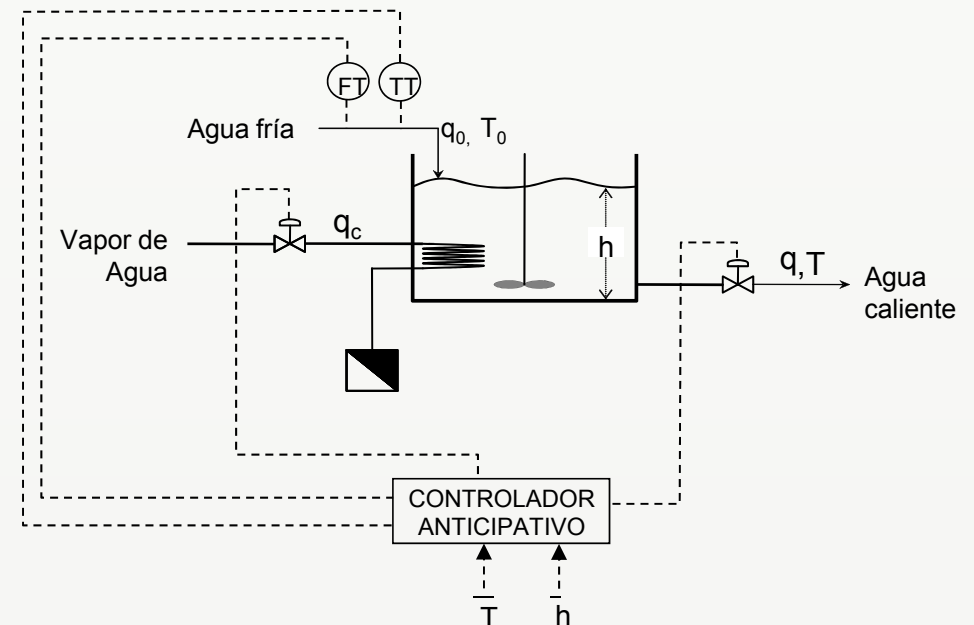 FT TT
Agua fría
q0, T0
Vapor de
Agua
qc
h
q,T
Agua
caliente
CONTROLADOR
ANTICIPATIVO
T̅ h̅